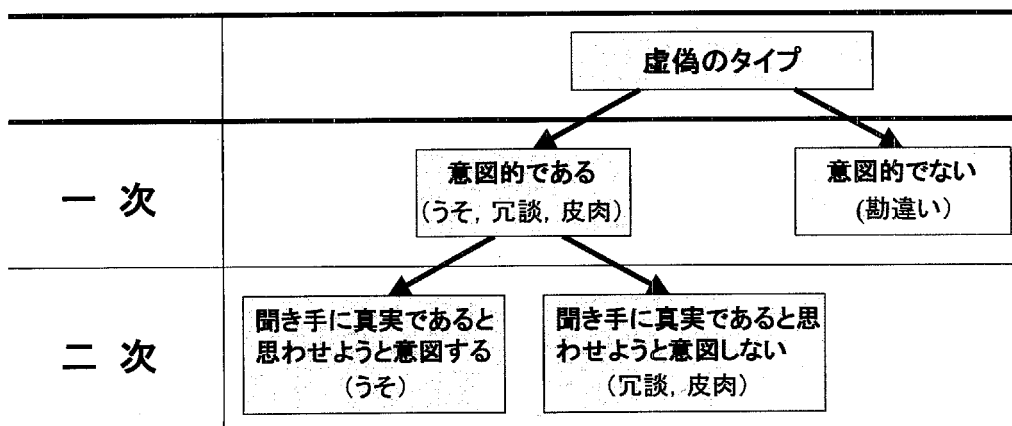 虚偽のタイプ
一次
意図的である
(うそ, 冗談, 皮肉)
意図的でない
(勘違い)
二次
聞き手に真実であると
思わせようと意図する
(うそ)
聞き手に真実であると思
わせようと意図しない
(冗談, 皮肉)